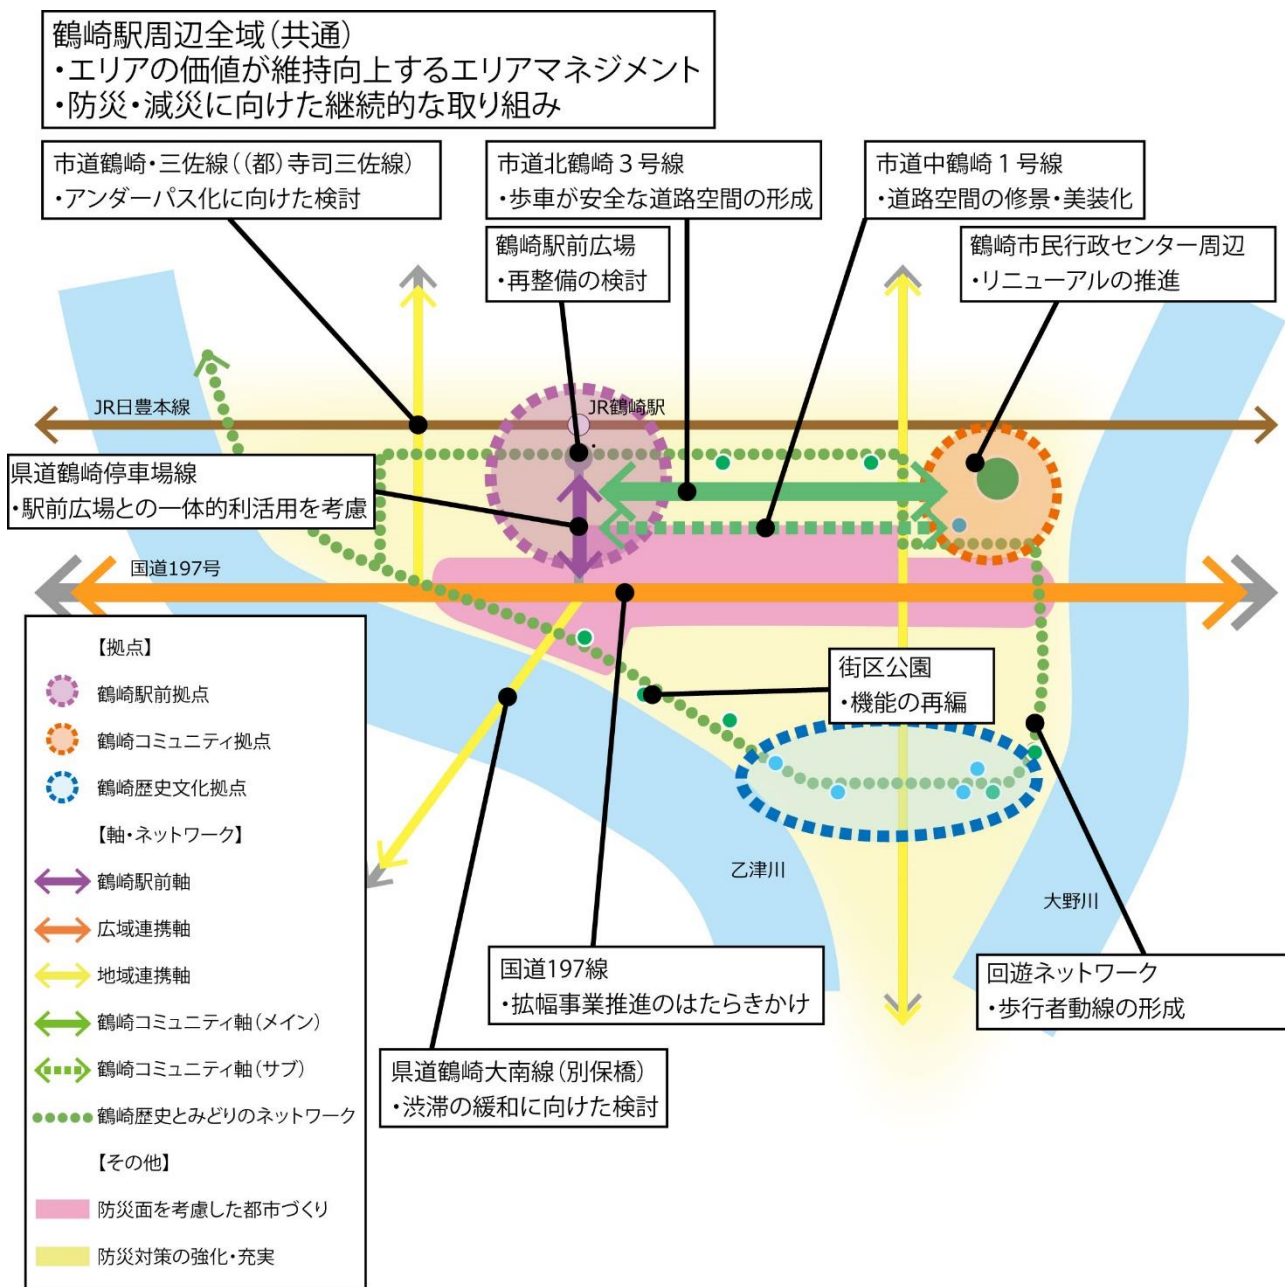 鶴崎駅周辺全域(共通)
・エリアの価値が維持向上するエリアマネジメント
・防災・減災に向けた継続的な取り組み
市道鶴崎・三佐線((都)寺司三佐線)
・アンダーパス化に向けた検討
市道北鶴崎3号線
・歩車が安全な道路空間の形成
市道中鶴崎1号線
・道路空間の修景・美装化
鶴崎駅前広場
・再整備の検討
鶴崎市民行政センター周辺
・リニューアルの推進
JR日豊本線
JR鶴崎駅
県道鶴崎停車場線
・駅前広場との一体的利活用を考慮
国道197号
街区公園
・機能の再編
乙津川
大野川
国道197線
・拡幅事業推進のはたらきかけ
回遊ネットワーク
・歩行者動線の形成
県道鶴崎大南線(別保橋)
・渋滞の緩和に向けた検討
【拠点】
鶴崎駅前拠点
鶴崎コミュニティ拠点
鶴崎歴史文化拠点
【軸・ネットワーク】
鶴崎駅前軸
広域連携軸
地域連携軸
鶴崎コミュニティ軸(メイン)
鶴崎コミュニティ軸(サブ)
鶴崎歴史とみどりのネットワーク
【その他】
防災面を考慮した都市づくり
防災対策の強化・充実